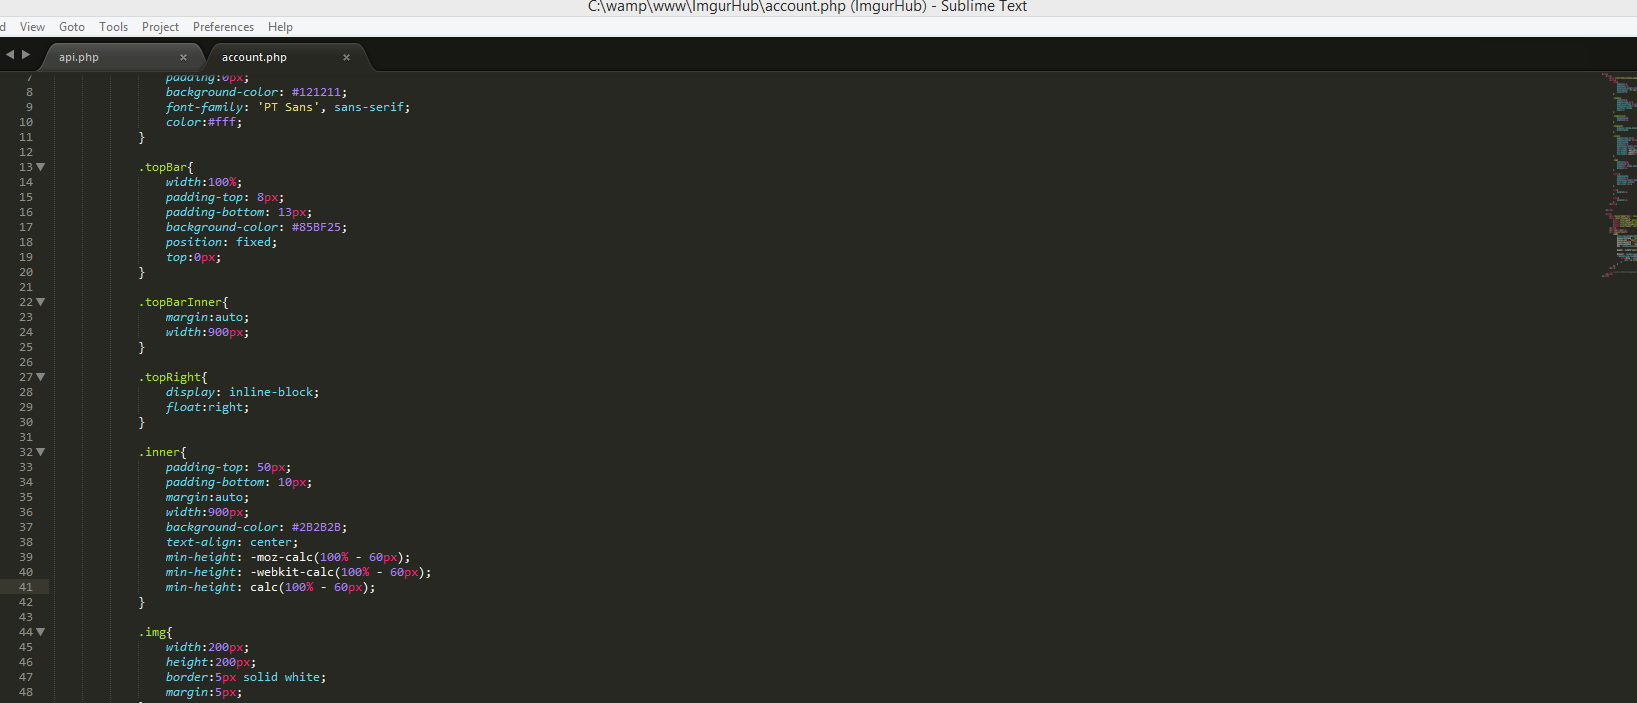 C:\wamp\www\ImgurHub\account.php (ImgurHub) - Sublime Text
d View Goto Tools Project Preferences Help
api.php × account.php ×
7 padding:0px;
8 background-color: #121211;
9 font-family: 'PT Sans', sans-serif;
10 color:#fff;
11 }
12
13 .topBar{
14 width:100%;
15 padding-top: 8px;
16 padding-bottom: 13px;
17 background-color: #85BF25;
18 position: fixed;
19 top:0px;
20 }
21
22 .topBarInner{
23 margin:auto;
24 width:900px;
25 }
26
27 .topRight{
28 display: inline-block;
29 float:right;
30 }
31
32 .inner{
33 padding-top: 50px;
34 padding-bottom: 10px;
35 margin:auto;
36 width:900px;
37 background-color: #2B2B2B;
38 text-align: center;
39 min-height: -moz-calc(100% - 60px);
40 min-height: -webkit-calc(100% - 60px);
41 min-height: calc(100% - 60px);
42 }
43
44 .img{
45 width:200px;
46 height:200px;
47 border:5px solid white;
48 margin:5px;